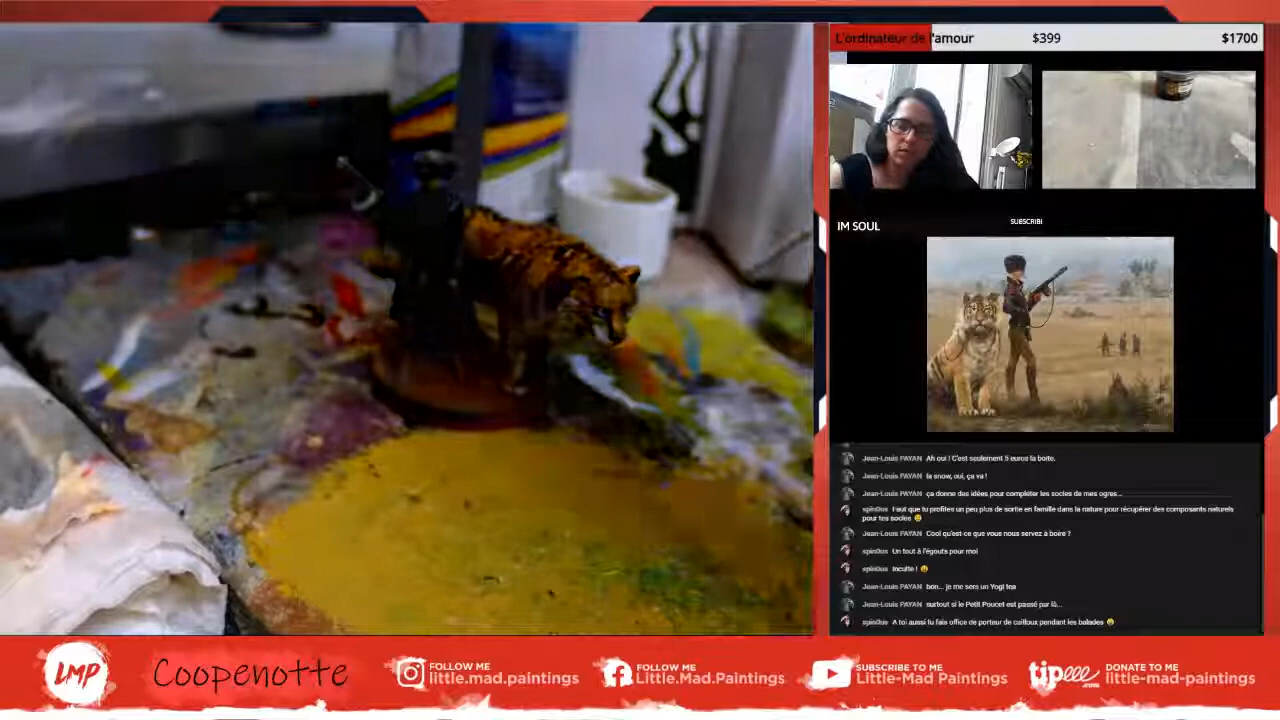 L'ordinateur de l'amour $399 $1700
IM SOUL
SUBSCRIBI
Jean-Louis PAYAN Ah oui ! C'est seulement 5 euros la boite.
Jean-Louis PAYAN la snow, oui, ça va !
Jean-Louis PAYAN ça donne des idées pour compléter les socles de mes ogres...
spin0us Faut que tu profites un peu plus de sortie en famille dans la nature pour récupérer des composants naturels
pour tes socles
Jean-Louis PAYAN Cool qu'est-ce que vous nous servez à boire ?
spin0us Un tout à l'égouts pour moi
spin0us Inculte !
Jean-Louis PAYAN bon... je me sers un Yogi tea
Jean-Louis PAYAN surtout si le Petit Poucet est passé par là...
spin0us A toi aussi tu fais office de porteur de cailloux pendant les balades
LMP
Coopenotte
FOLLOW ME
little.mad.paintings
FOLLOW ME
Little.Mad.Paintings
SUBSCRIBE TO ME
Little-Mad Paintings
tipeee
DONATE TO ME
little-mad-paintings